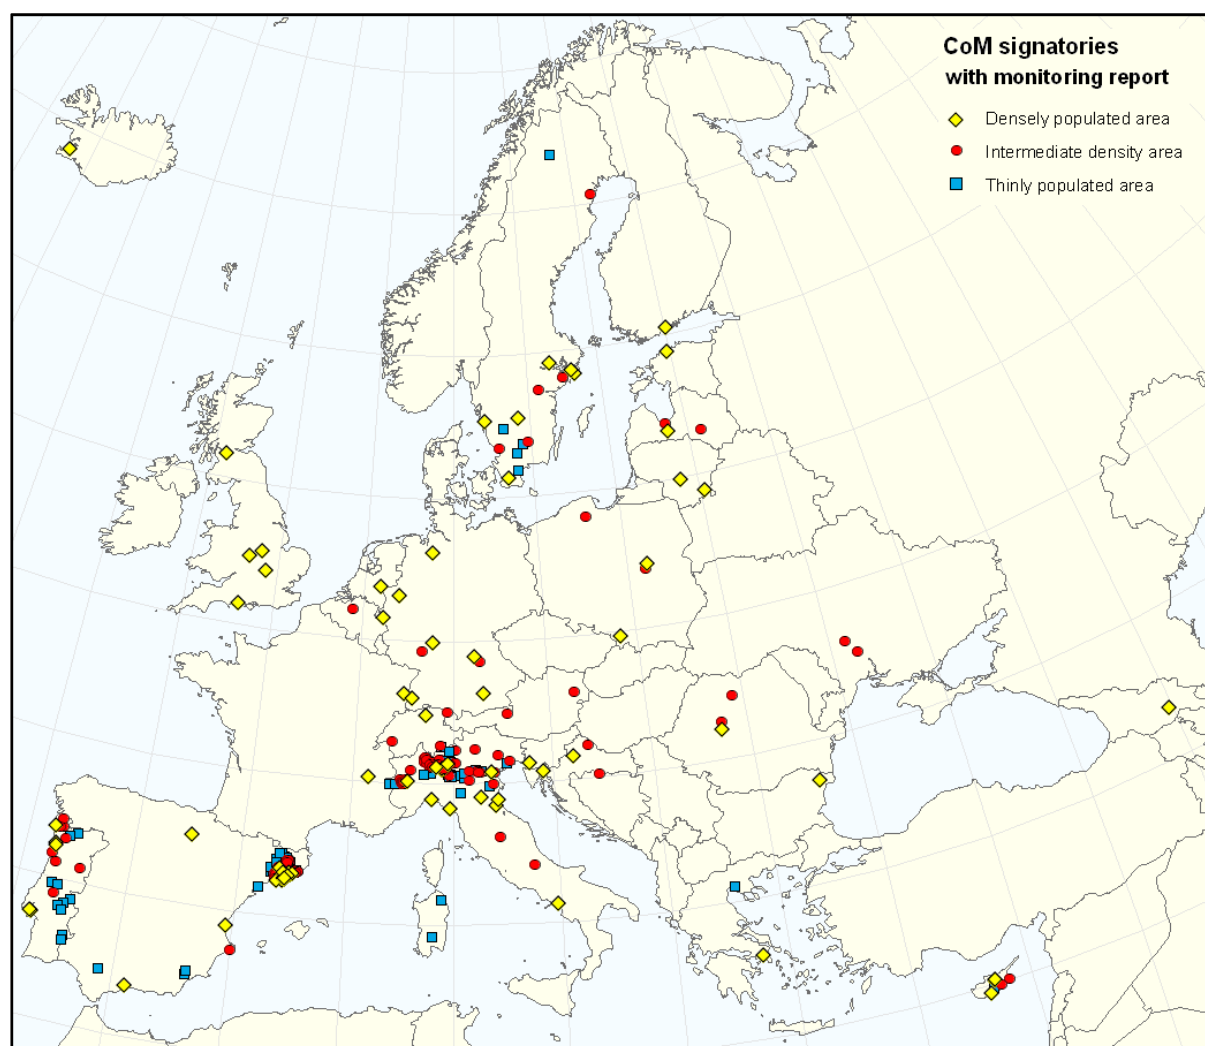 CoM signatories
with monitoring report
Densely populated area
Intermediate density area
Thinly populated area